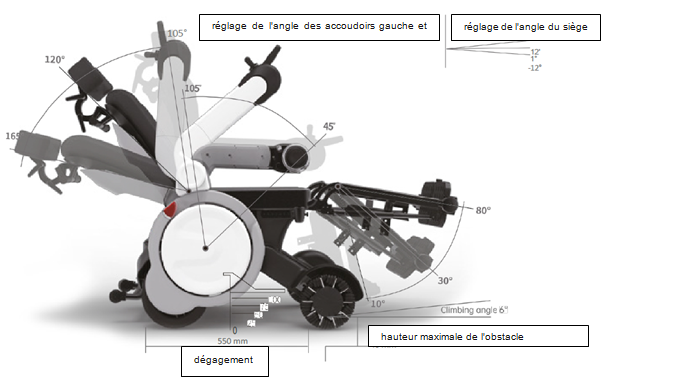 réglage de l'angle des accoudoirs gauche et
réglage de l'angle du siège
105°
12°
1°
-12°
120°
105°
45°
165
80°
30°
10°
Climbing angle 6°
0
550 mm
hauteur maximale de l'obstacle
dégagement